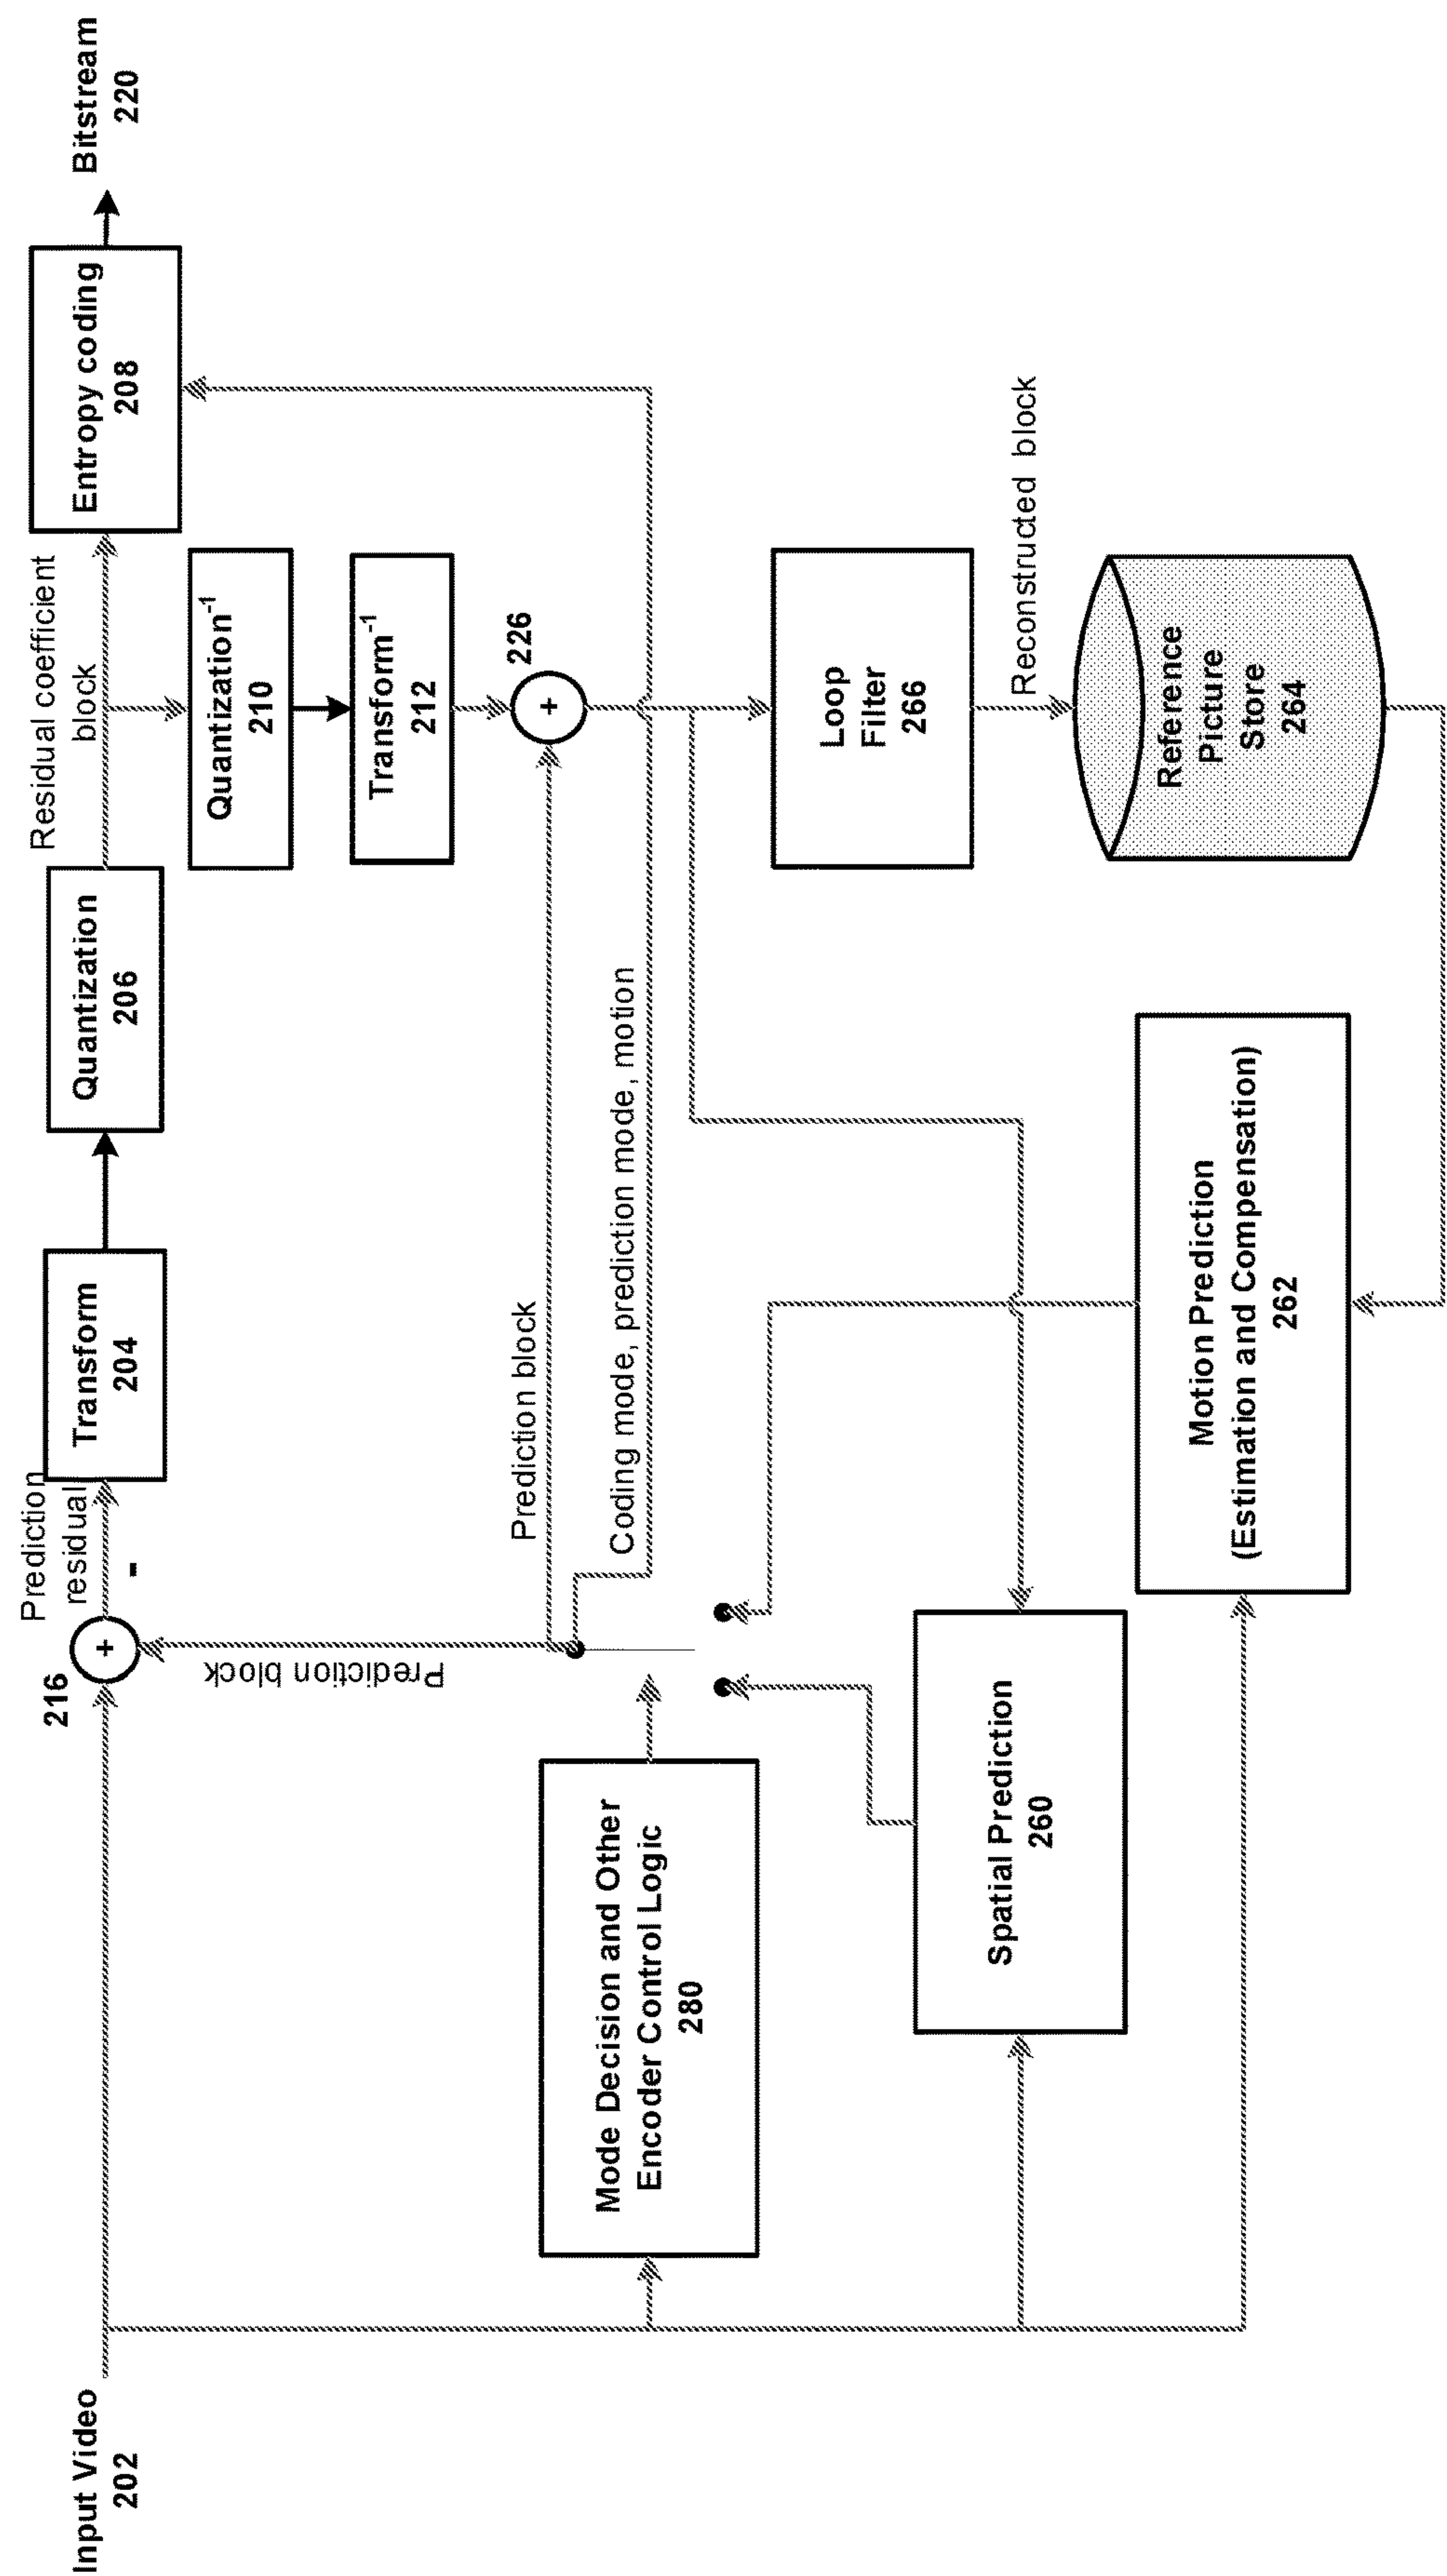 Input Video
202
216
Prediction
residual
-
+
Transform
204
Quantization
206
Residual coefficient
block
Entropy coding
208
Bitstream
220
Quantization-1
210
Transform-1
212
226
+
Prediction block
Prediction block
Coding mode, prediction mode, motion
Mode Decision and Other
Encoder Control Logic
280
Loop
Filter
266
Spatial Prediction
260
Reconstructed block
Motion Prediction
(Estimation and Compensation)
262
Reference
Picture
Store
264